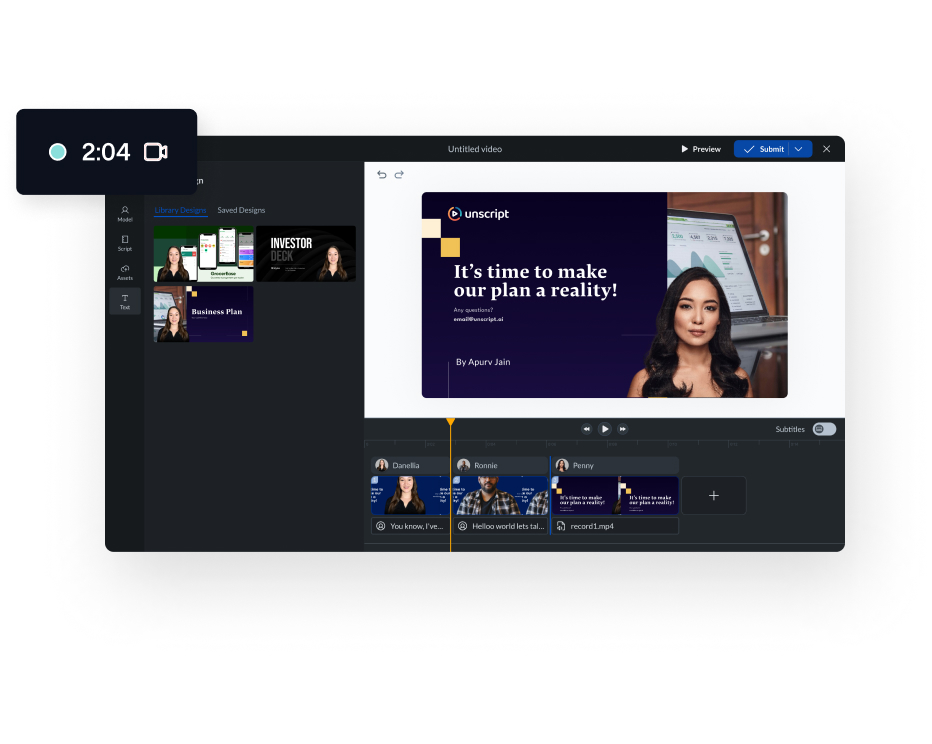 2:04
Untitled video
Preview
Submit
gn
Library Designs
Saved Designs
Model
Script
Assets
Text
GrocerEase
INVESTOR
DECK
Business Plan
unscript
It's time to make
our plan a reality!
Any questions?
email@unscript.ai
By Apurv Jain
Subtitles
Danellia
Ronnie
Penny
It's time to make
our plan a reality!
It's time to make
our plan a reality!
You know, I've...
Helloo world lets tal...
record1.mp4